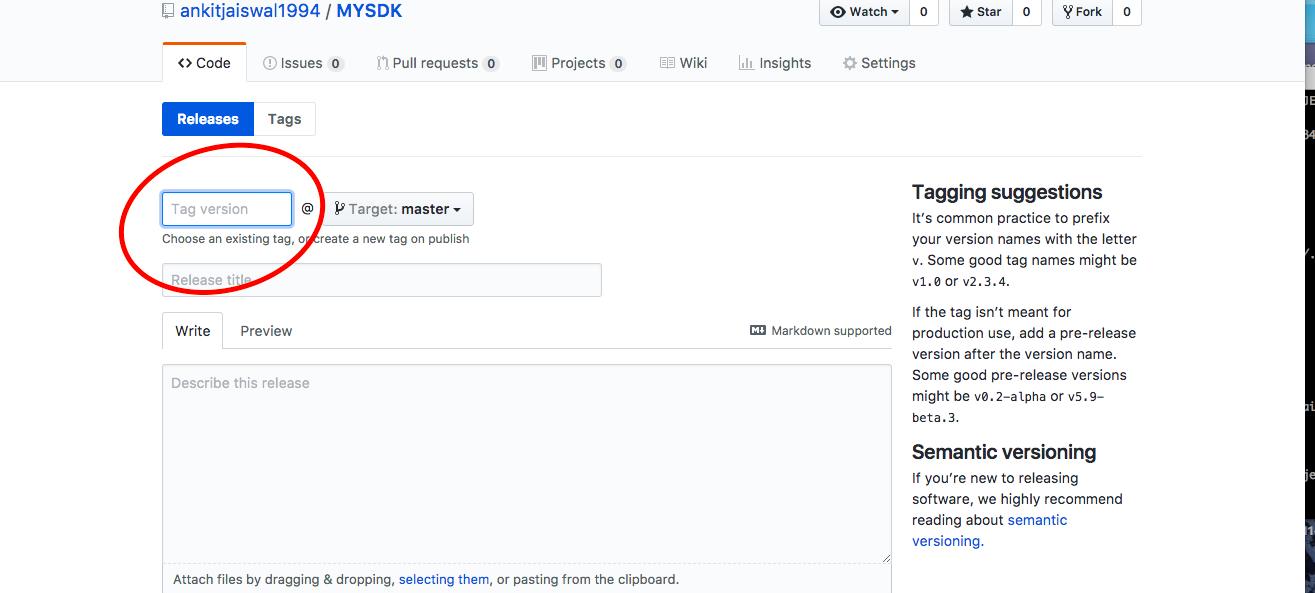 ankitjaiswal1994 / MYSDK
Watch 0 Star 0 Fork 0
Code Issues 0 Pull requests 0 Projects 0 Wiki Insights Settings
Releases Tags
Tag version @ Target: master
Choose an existing tag, or create a new tag on publish
Release title
Write Preview Markdown supported
Describe this release
Attach files by dragging & dropping, selecting them, or pasting from the clipboard.
Tagging suggestions
It's common practice to prefix
your version names with the letter
v. Some good tag names might be
v1.0 or v2.3.4.
If the tag isn't meant for
production use, add a pre-release
version after the version name.
Some good pre-release versions
might be v0.2-alpha or v5.9-
beta.3.
Semantic versioning
If you're new to releasing
software, we highly recommend
reading about semantic
versioning.